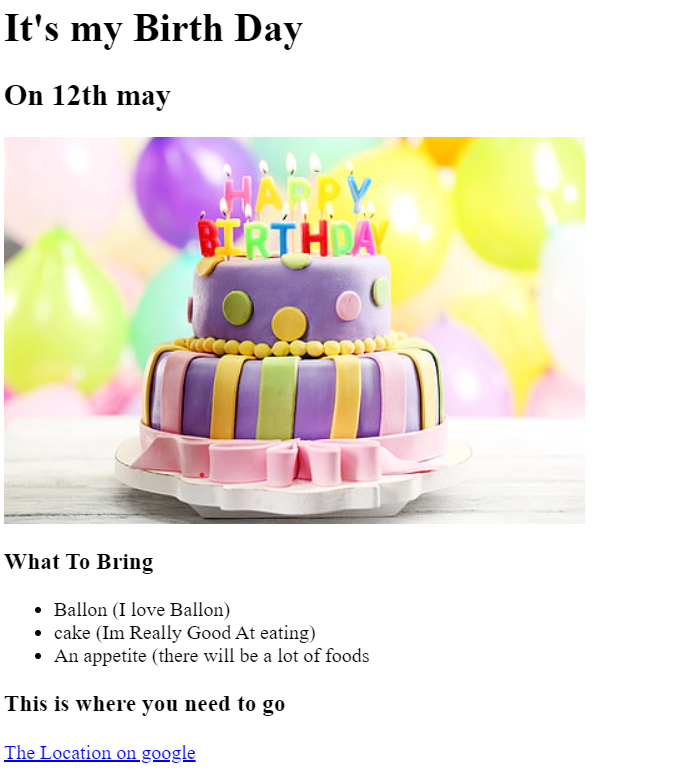 It's my Birth Day
On 12th may
HAPPY
BIRTHDAY
What To Bring
Ballon (I love Ballon)
cake (Im Really Good At eating)
An appetite (there will be a lot of foods
This is where you need to go
The Location on google